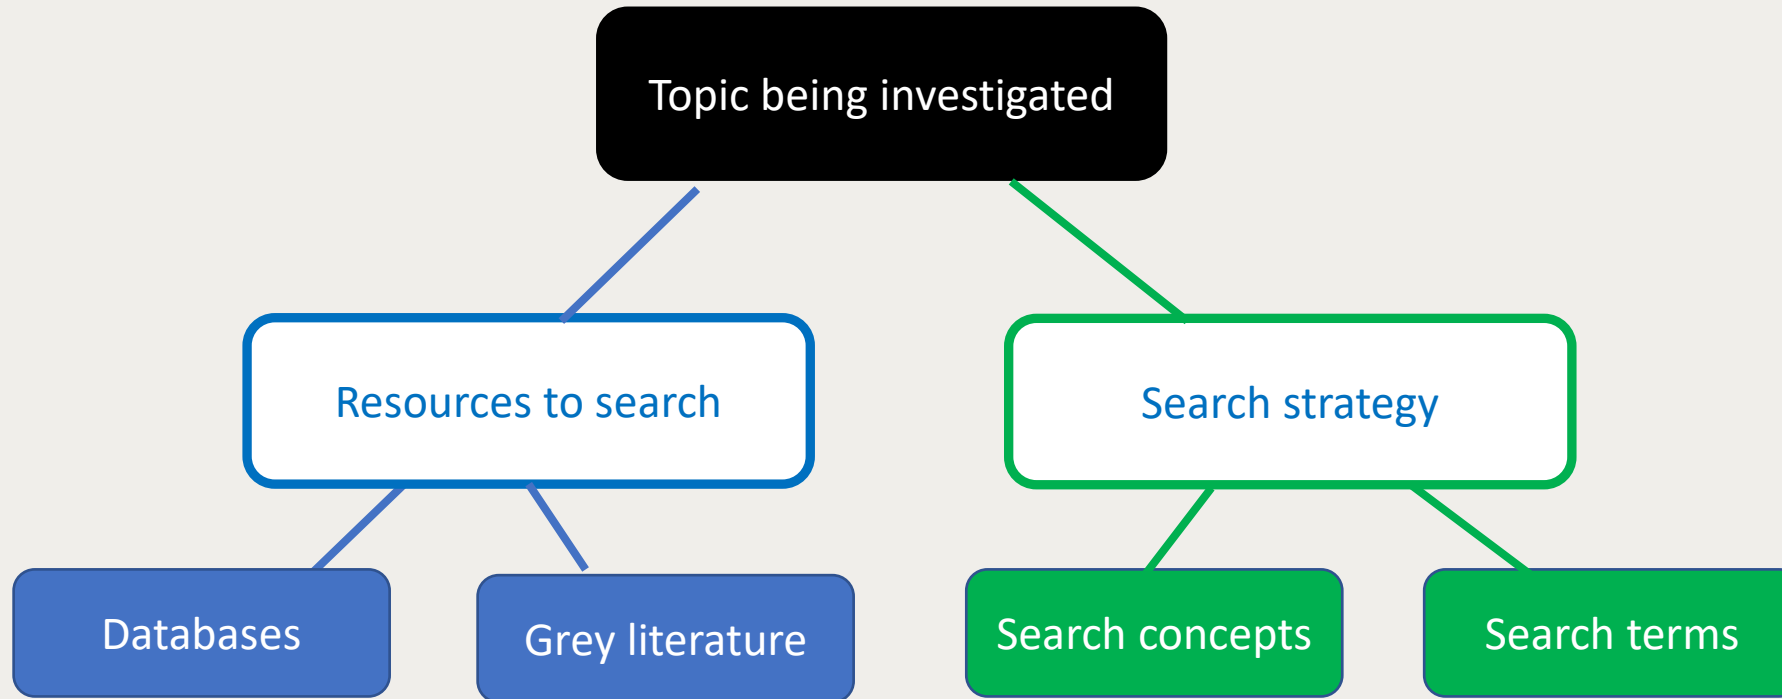 Topic being investigated
Resources to search
Search strategy
Databases
Grey literature
Search concepts
Search terms